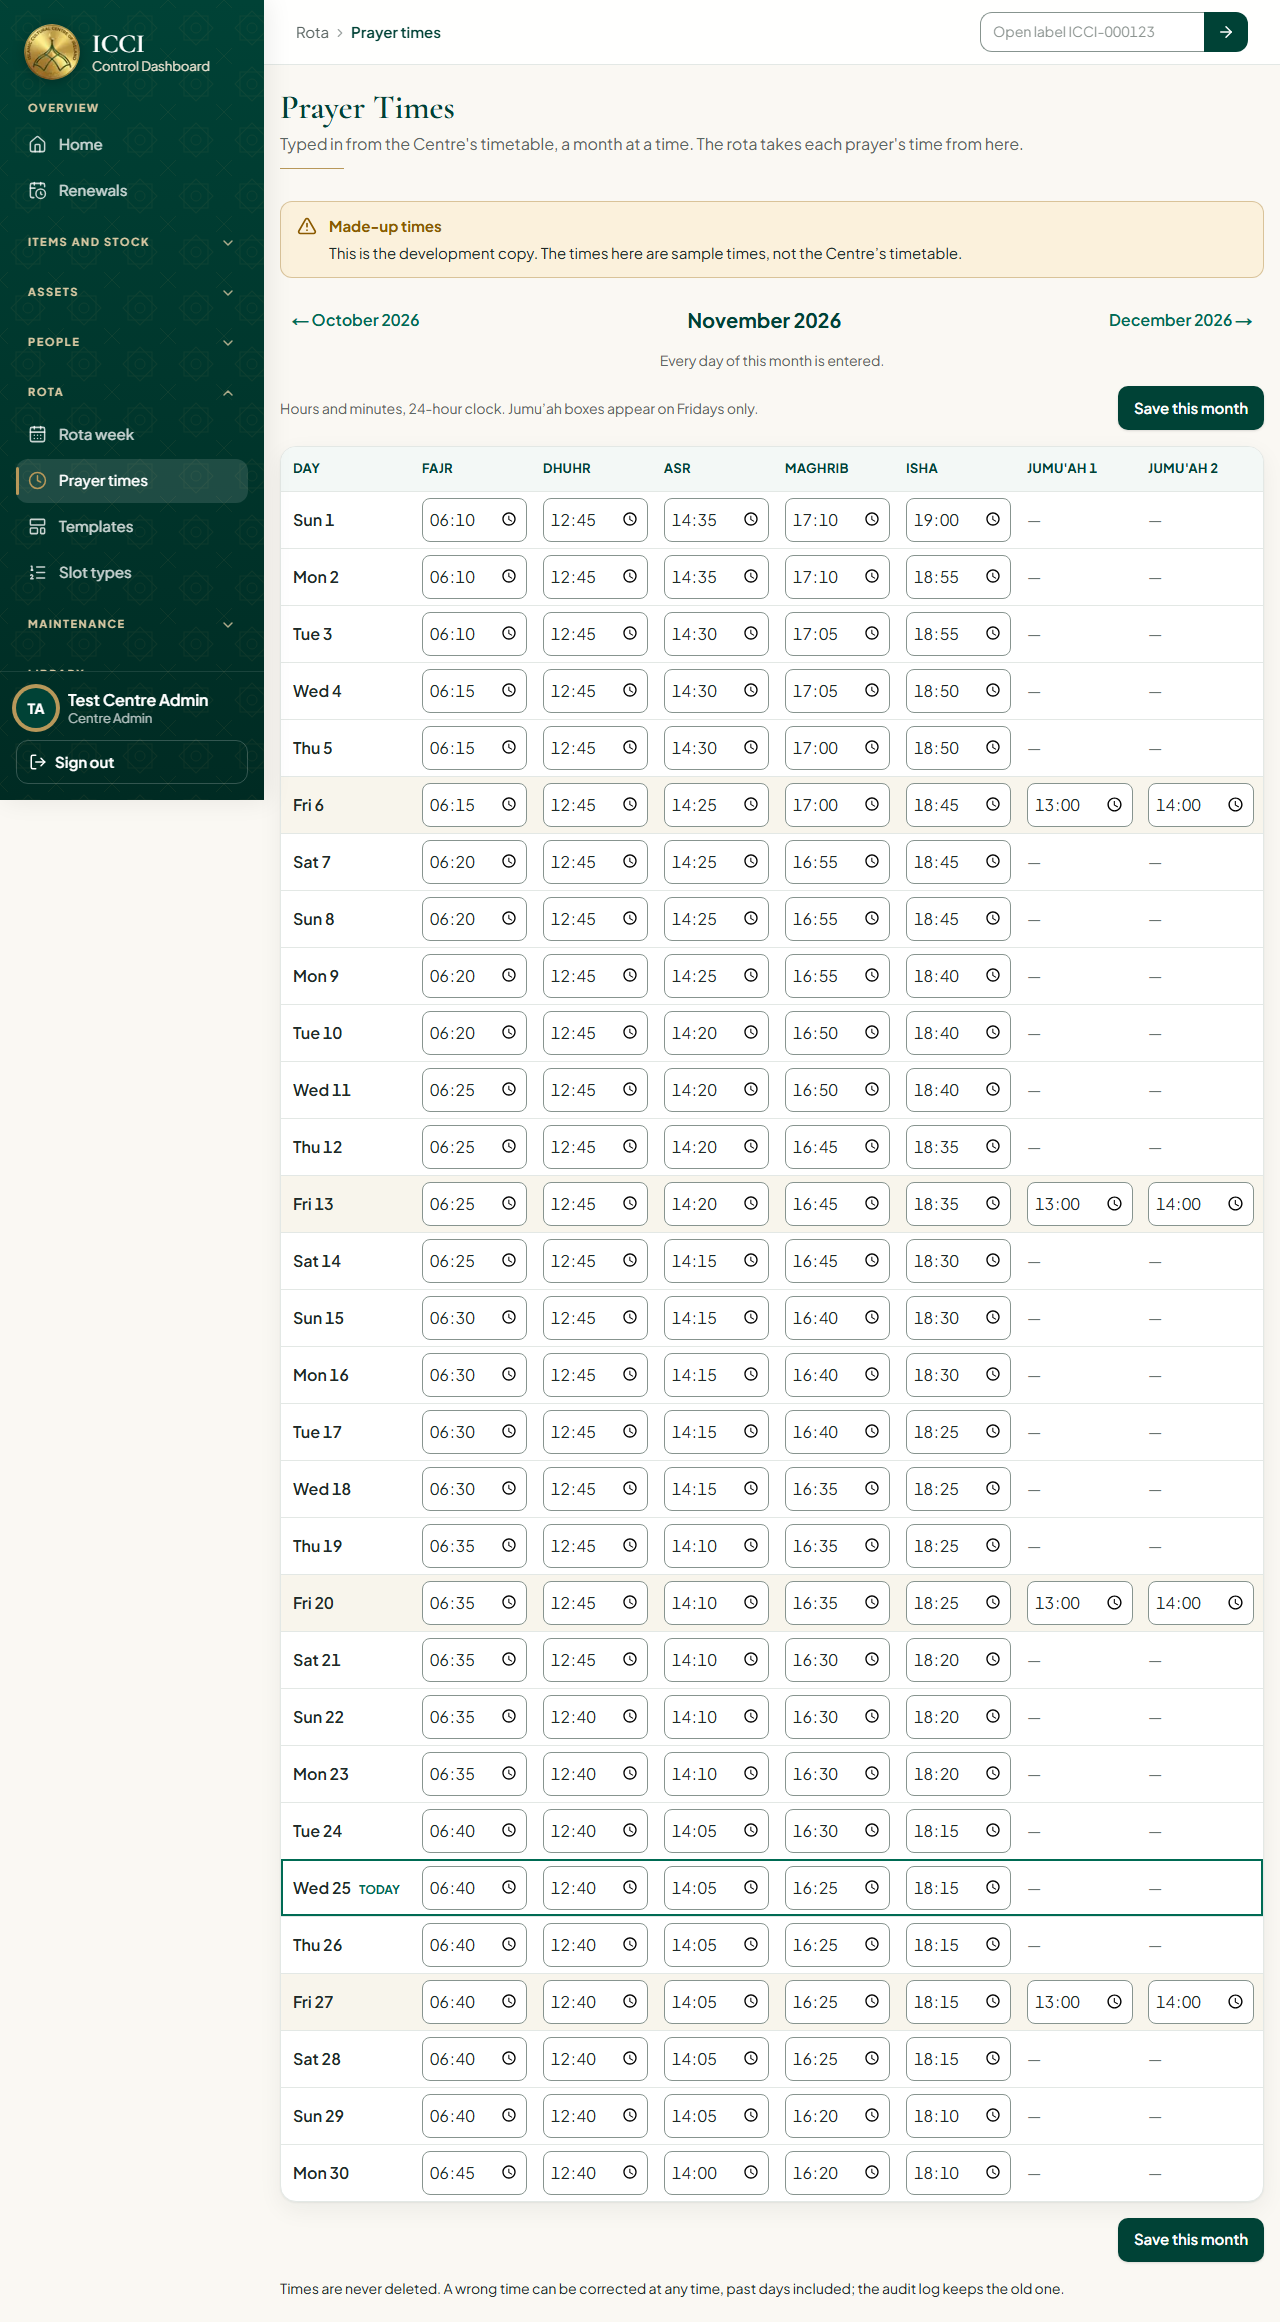 ICCI
Control Dashboard
OVERVIEW
Home
Renewals
ITEMS AND STOCK
ASSETS
PEOPLE
ROTA
Rota week
Prayer times
Templates
Slot types
MAINTENANCE
TA
Test Centre Admin
Centre Admin
Sign out
Rota > Prayer times
Open label ICCI-000123
Prayer Times
Typed in from the Centre's timetable, a month at a time. The rota takes each prayer's time from here.
Made-up times
This is the development copy. The times here are sample times, not the Centre's timetable.
← October 2026 November 2026 December 2026 →
Every day of this month is entered.
Hours and minutes, 24-hour clock. Jumu'ah boxes appear on Fridays only. Save this month
DAY FAJR DHUHR ASR MAGHRIB ISHA JUMU'AH 1 JUMU'AH 2
Sun 1 06:10 12:45 14:35 17:10 19:00 — —
Mon 2 06:10 12:45 14:35 17:10 18:55 — —
Tue 3 06:10 12:45 14:30 17:05 18:55 — —
Wed 4 06:15 12:45 14:30 17:05 18:50 — —
Thu 5 06:15 12:45 14:30 17:00 18:50 — —
Fri 6 06:15 12:45 14:25 17:00 18:45 13:00 14:00
Sat 7 06:20 12:45 14:25 16:55 18:45 — —
Sun 8 06:20 12:45 14:25 16:55 18:45 — —
Mon 9 06:20 12:45 14:25 16:55 18:40 — —
Tue 10 06:20 12:45 14:20 16:50 18:40 — —
Wed 11 06:25 12:45 14:20 16:50 18:40 — —
Thu 12 06:25 12:45 14:20 16:45 18:35 — —
Fri 13 06:25 12:45 14:20 16:45 18:35 13:00 14:00
Sat 14 06:25 12:45 14:15 16:45 18:30 — —
Sun 15 06:30 12:45 14:15 16:40 18:30 — —
Mon 16 06:30 12:45 14:15 16:40 18:30 — —
Tue 17 06:30 12:45 14:15 16:40 18:25 — —
Wed 18 06:30 12:45 14:15 16:35 18:25 — —
Thu 19 06:35 12:45 14:10 16:35 18:25 — —
Fri 20 06:35 12:45 14:10 16:35 18:25 13:00 14:00
Sat 21 06:35 12:45 14:10 16:30 18:20 — —
Sun 22 06:35 12:40 14:10 16:30 18:20 — —
Mon 23 06:35 12:40 14:10 16:30 18:20 — —
Tue 24 06:40 12:40 14:05 16:30 18:15 — —
Wed 25 TODAY 06:40 12:40 14:05 16:25 18:15 — —
Thu 26 06:40 12:40 14:05 16:25 18:15 — —
Fri 27 06:40 12:40 14:05 16:25 18:15 13:00 14:00
Sat 28 06:40 12:40 14:05 16:25 18:15 — —
Sun 29 06:40 12:40 14:05 16:20 18:10 — —
Mon 30 06:45 12:40 14:00 16:20 18:10 — —
Save this month
Times are never deleted. A wrong time can be corrected at any time, past days included; the audit log keeps the old one.